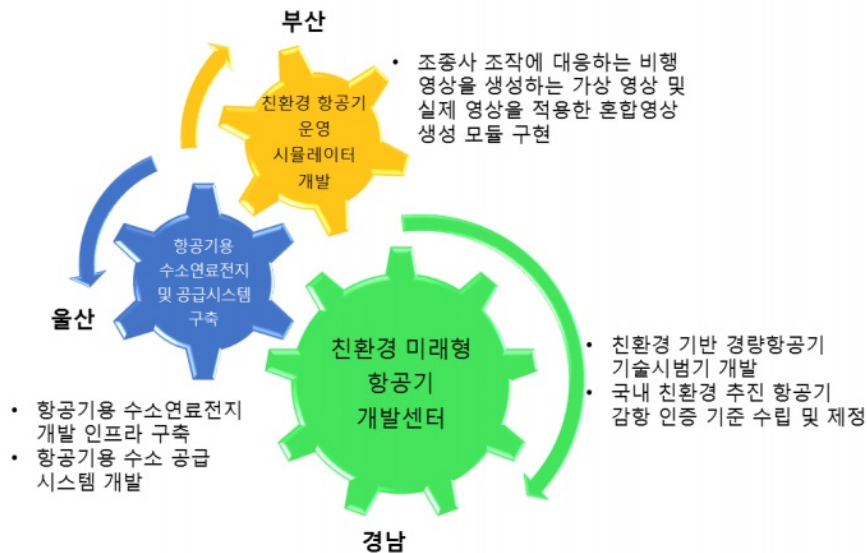 부산
친환경 항공기
운영
시뮬레이터
개발
• 조종사 조작에 대응하는 비행
영상을 생성하는 가상 영상 및
실제 영상을 적용한 혼합영상
생성 모듈 구현
항공기용
수소연료전지
및 공급시스템
구축
울산
• 항공기용 수소연료전지
개발 인프라 구축
• 항공기용 수소 공급
시스템 개발
친환경 미래형
항공기
개발센터
• 친환경 기반 경량항공기
기술시범기 개발
• 국내 친환경 추진 항공기
감항 인증 기준 수립 및 제정
경남